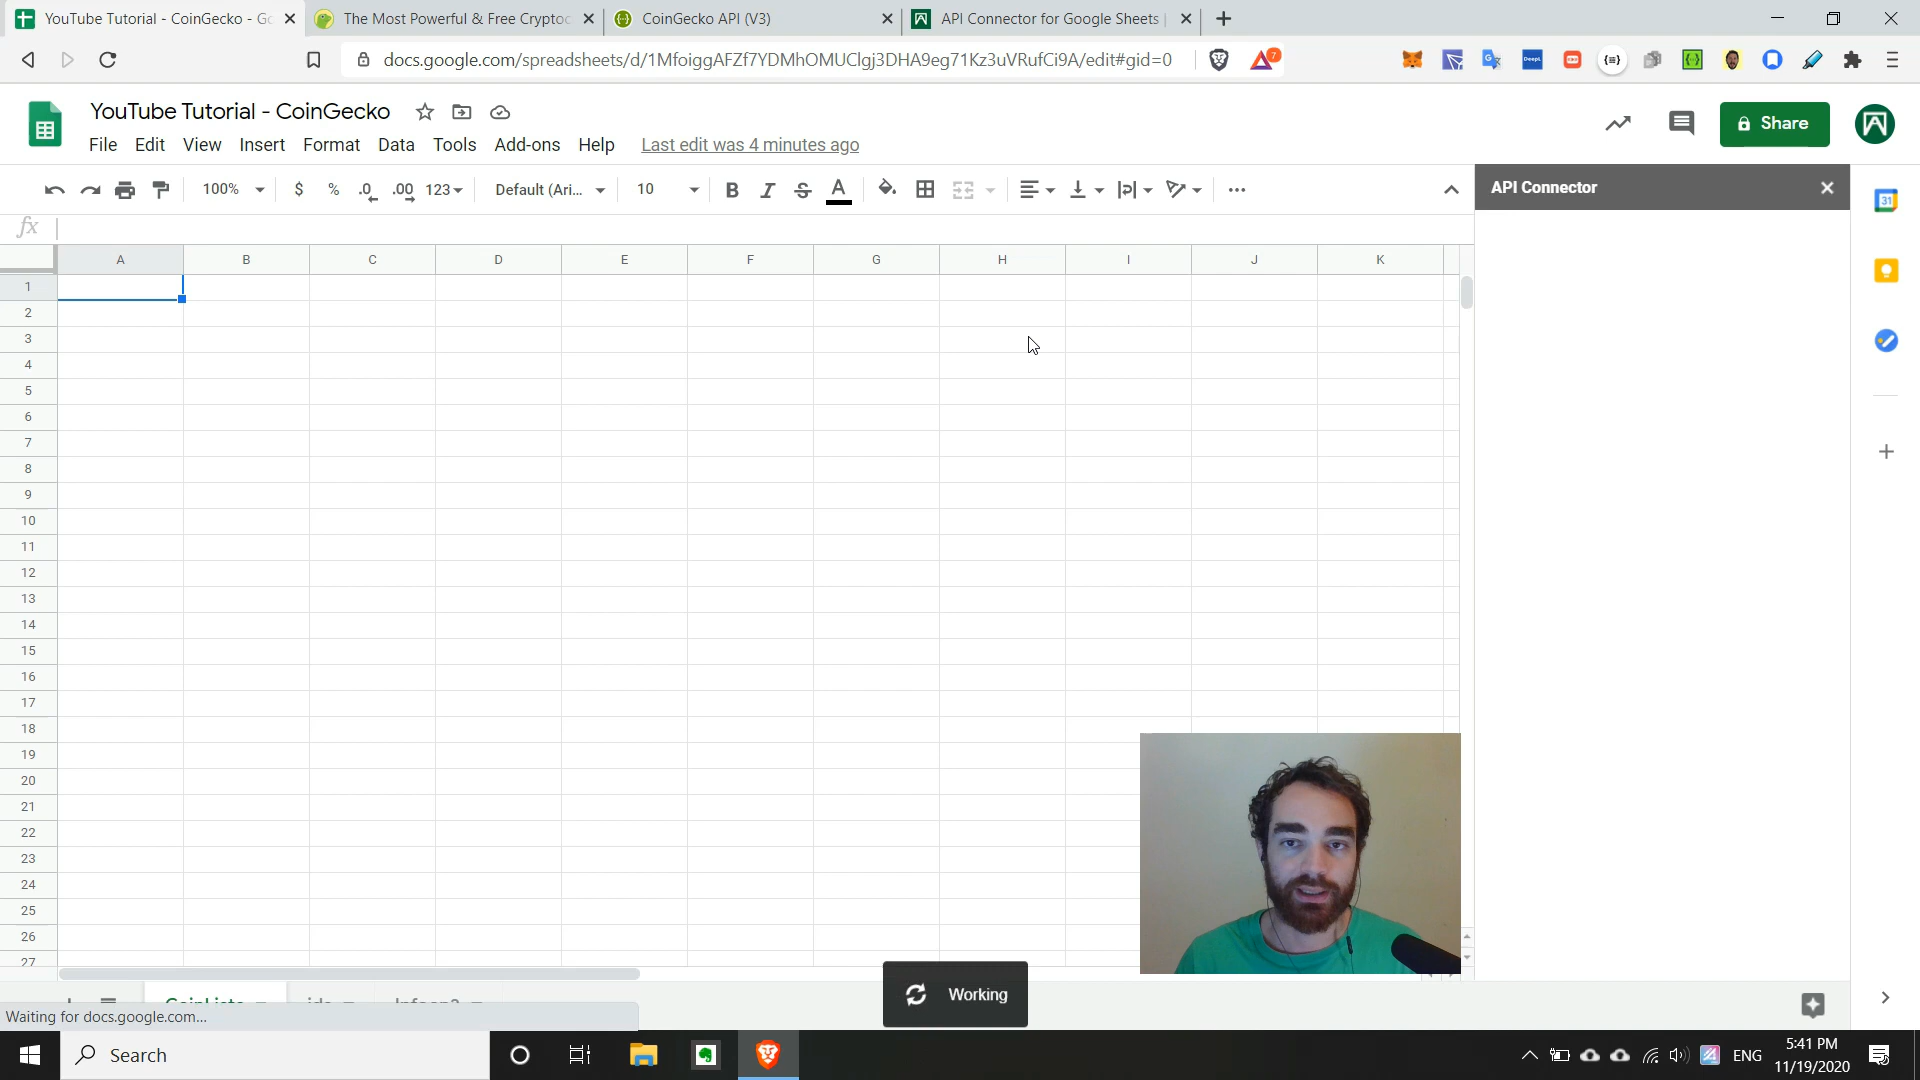 YouTube Tutorial - CoinGecko - Go
The Most Powerful & Free Cryptoc
CoinGecko API (V3)
API Connector for Google Sheets |
docs.google.com/spreadsheets/d/1MfoiggAFZf7YDMhOMUClgj3DHA9eg71Kz3uVRufCi9A/edit#gid=0
7
YouTube Tutorial - CoinGecko
Share
File Edit View Insert Format Data Tools Add-ons Help Last edit was 4 minutes ago
100% $ % .0 .00 123 Default (Ari... 10 B I S A
API Connector
31
fx
A B C D E F G H I J K
1
2
3
4
5
6
7
8
9
10
11
12
13
14
15
16
17
18
19
20
21
22
23
24
25
26
27
Working
Waiting for docs.google.com...
Search
ENG
5:41 PM
11/19/2020